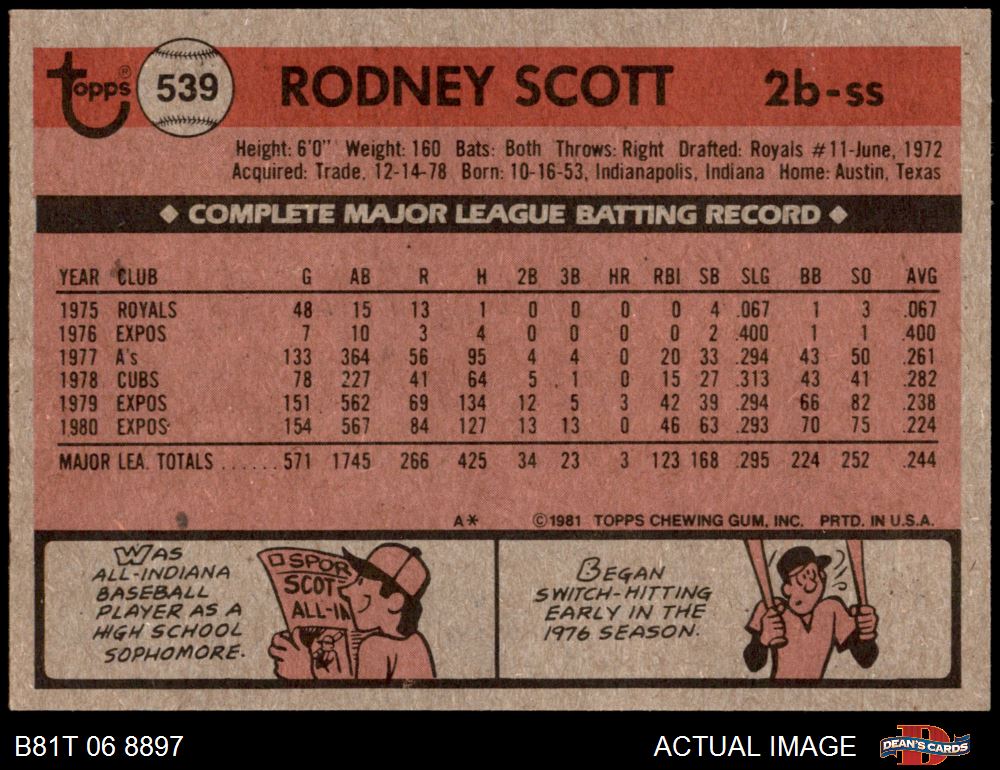 topps® 539 RODNEY SCOTT 2b-ss
Height: 6'0" Weight: 160 Bats: Both Throws: Right Drafted: Royals #11-June, 1972
Acquired: Trade, 12-14-78 Born: 10-16-53, Indianapolis, Indiana Home: Austin, Texas
◆ COMPLETE MAJOR LEAGUE BATTING RECORD ◆
YEAR CLUB G AB R H 2B 3B HR RBI SB SLG BB SO AVG
1975 ROYALS 48 15 13 1 0 0 0 0 4 .067 1 3 .067
1976 EXPOS 7 10 3 4 0 0 0 0 2 .400 1 1 .400
1977 A's 133 364 56 95 4 4 0 20 33 .294 43 50 .261
1978 CUBS 78 227 41 64 5 1 0 15 27 .313 43 41 .282
1979 EXPOS 151 562 69 134 12 5 3 42 39 .294 66 82 .238
1980 EXPOS 154 567 84 127 13 13 0 46 63 .293 70 75 .224
MAJOR LEA. TOTALS ...... 571 1745 266 425 34 23 3 123 168 .295 224 252 .244
A* ©1981 TOPPS CHEWING GUM, INC. PRTD. IN U.S.A.
WAS
ALL-INDIANA
BASEBALL
PLAYER AS A
HIGH SCHOOL
SOPHOMORE.
SPOR
SCOT
ALL-IN
BEGAN
SWITCH-HITTING
EARLY IN THE
1976 SEASON.
B81T 06 8897 ACTUAL IMAGE D DEAN'S CARDS